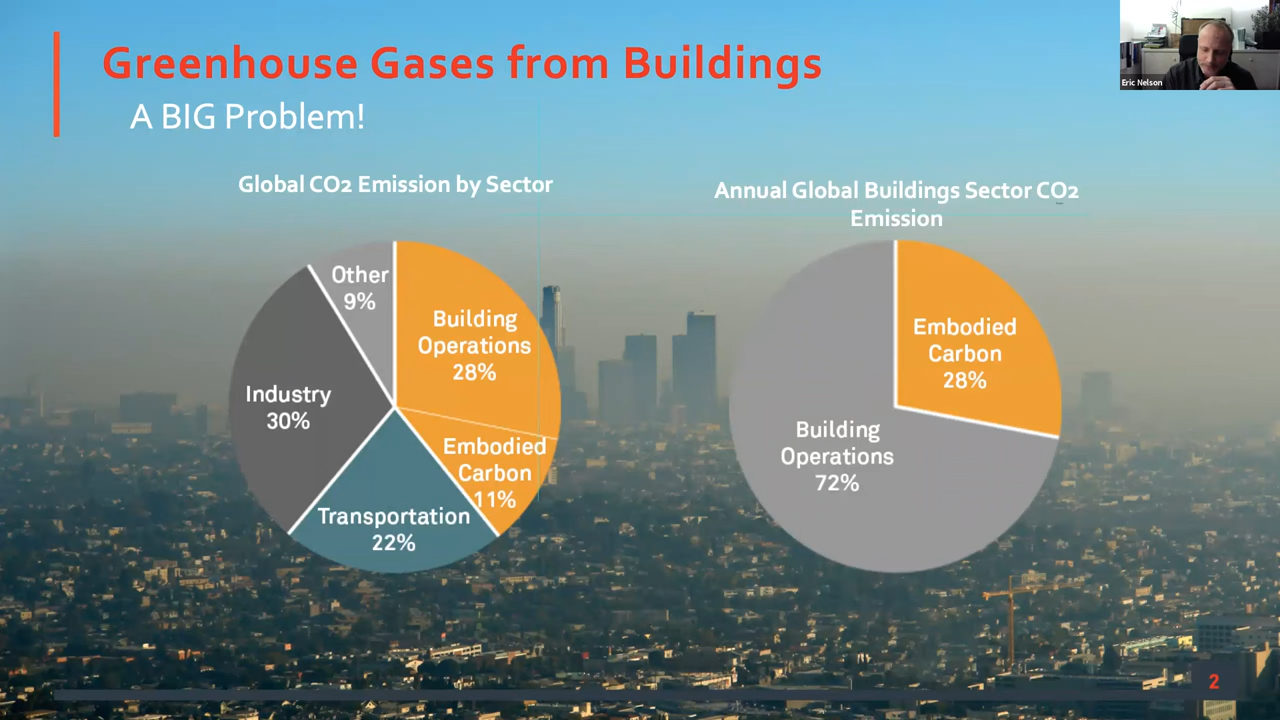 Greenhouse Gases from Buildings
A BIG Problem!
Eric Nelson
Global CO2 Emission by Sector
Other
9%
Building
Operations
28%
Industry
30%
Embodied
Carbon
11%
Transportation
22%
Annual Global Buildings Sector CO2
Emission
Embodied
Carbon
28%
Building
Operations
72%
2